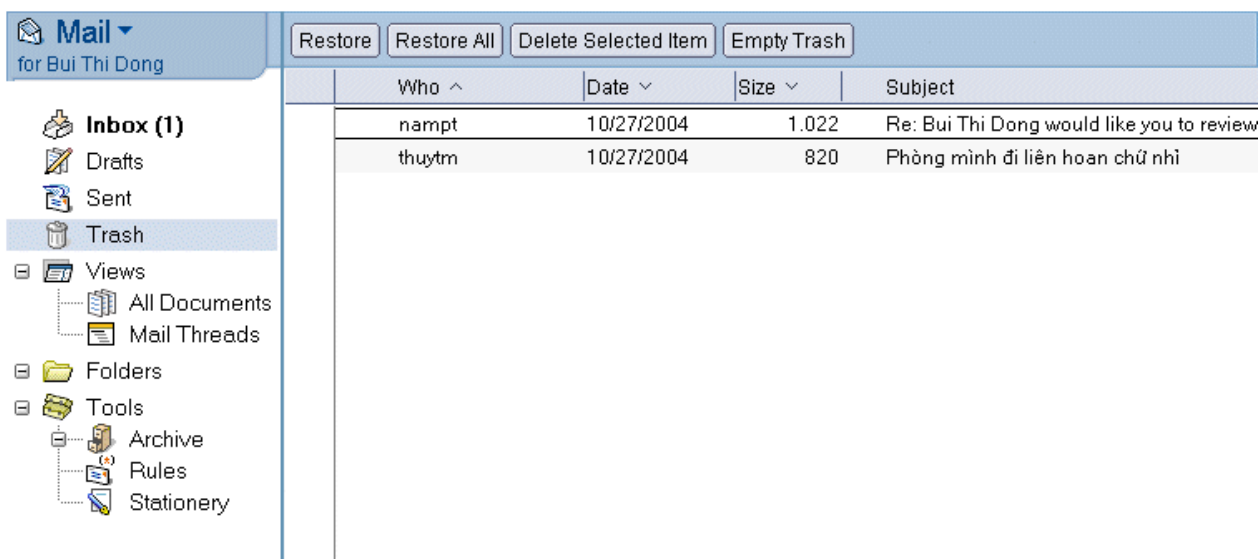 Mail
for Bui Thi Dong
Restore Restore All Delete Selected Item Empty Trash
Who Date Size Subject
nampt 10/27/2004 1.022 Re: Bui Thi Dong would like you to review
thuytm 10/27/2004 820 Phòng mình đi liên hoan chứ nhỉ
Inbox (1)
Drafts
Sent
Trash
Views
All Documents
Mail Threads
Folders
Tools
Archive
Rules
Stationery